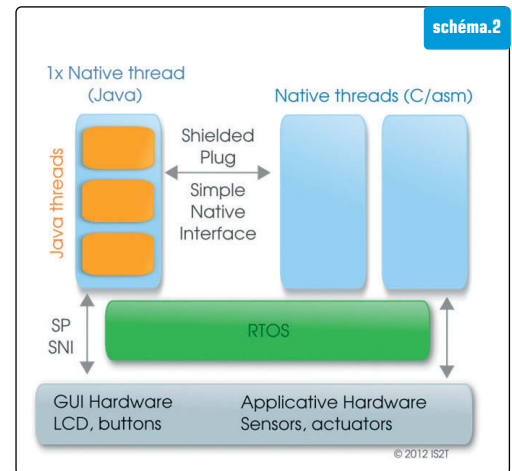 schéma.2
1x Native thread
(Java)
Native threads (C/asm)
Java threads
Shielded
Plug
Simple
Native
Interface
SP
SNI
RTOS
GUI Hardware
LCD, buttons
Applicative Hardware
Sensors, actuators
© 2012 IS2T